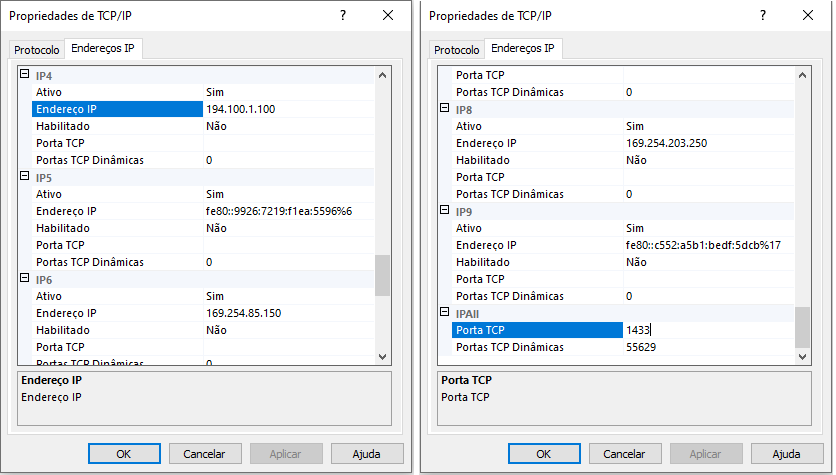 Propriedades de TCP/IP ? ×
Protocolo Endereços IP
IP4
Ativo Sim
Endereço IP 194.100.1.100
Habilitado Não
Porta TCP
Portas TCP Dinâmicas 0
IP5
Ativo Sim
Endereço IP fe80::9926:7219:f1ea:5596%6
Habilitado Não
Porta TCP
Portas TCP Dinâmicas 0
IP6
Ativo Sim
Endereço IP 169.254.85.150
Habilitado Não
Porta TCP
Portas TCP Dinâmicas 0
Endereço IP
Endereço IP
OK Cancelar Aplicar Ajuda
Propriedades de TCP/IP ? ×
Protocolo Endereços IP
Porta TCP
Portas TCP Dinâmicas 0
IP8
Ativo Sim
Endereço IP 169.254.203.250
Habilitado Não
Porta TCP
Portas TCP Dinâmicas 0
IP9
Ativo Sim
Endereço IP fe80::c552:a5b1:bedf:5dcb%17
Habilitado Não
Porta TCP
Portas TCP Dinâmicas 0
IPAll
Porta TCP 1433
Portas TCP Dinâmicas 55629
Porta TCP
Porta TCP
OK Cancelar Aplicar Ajuda